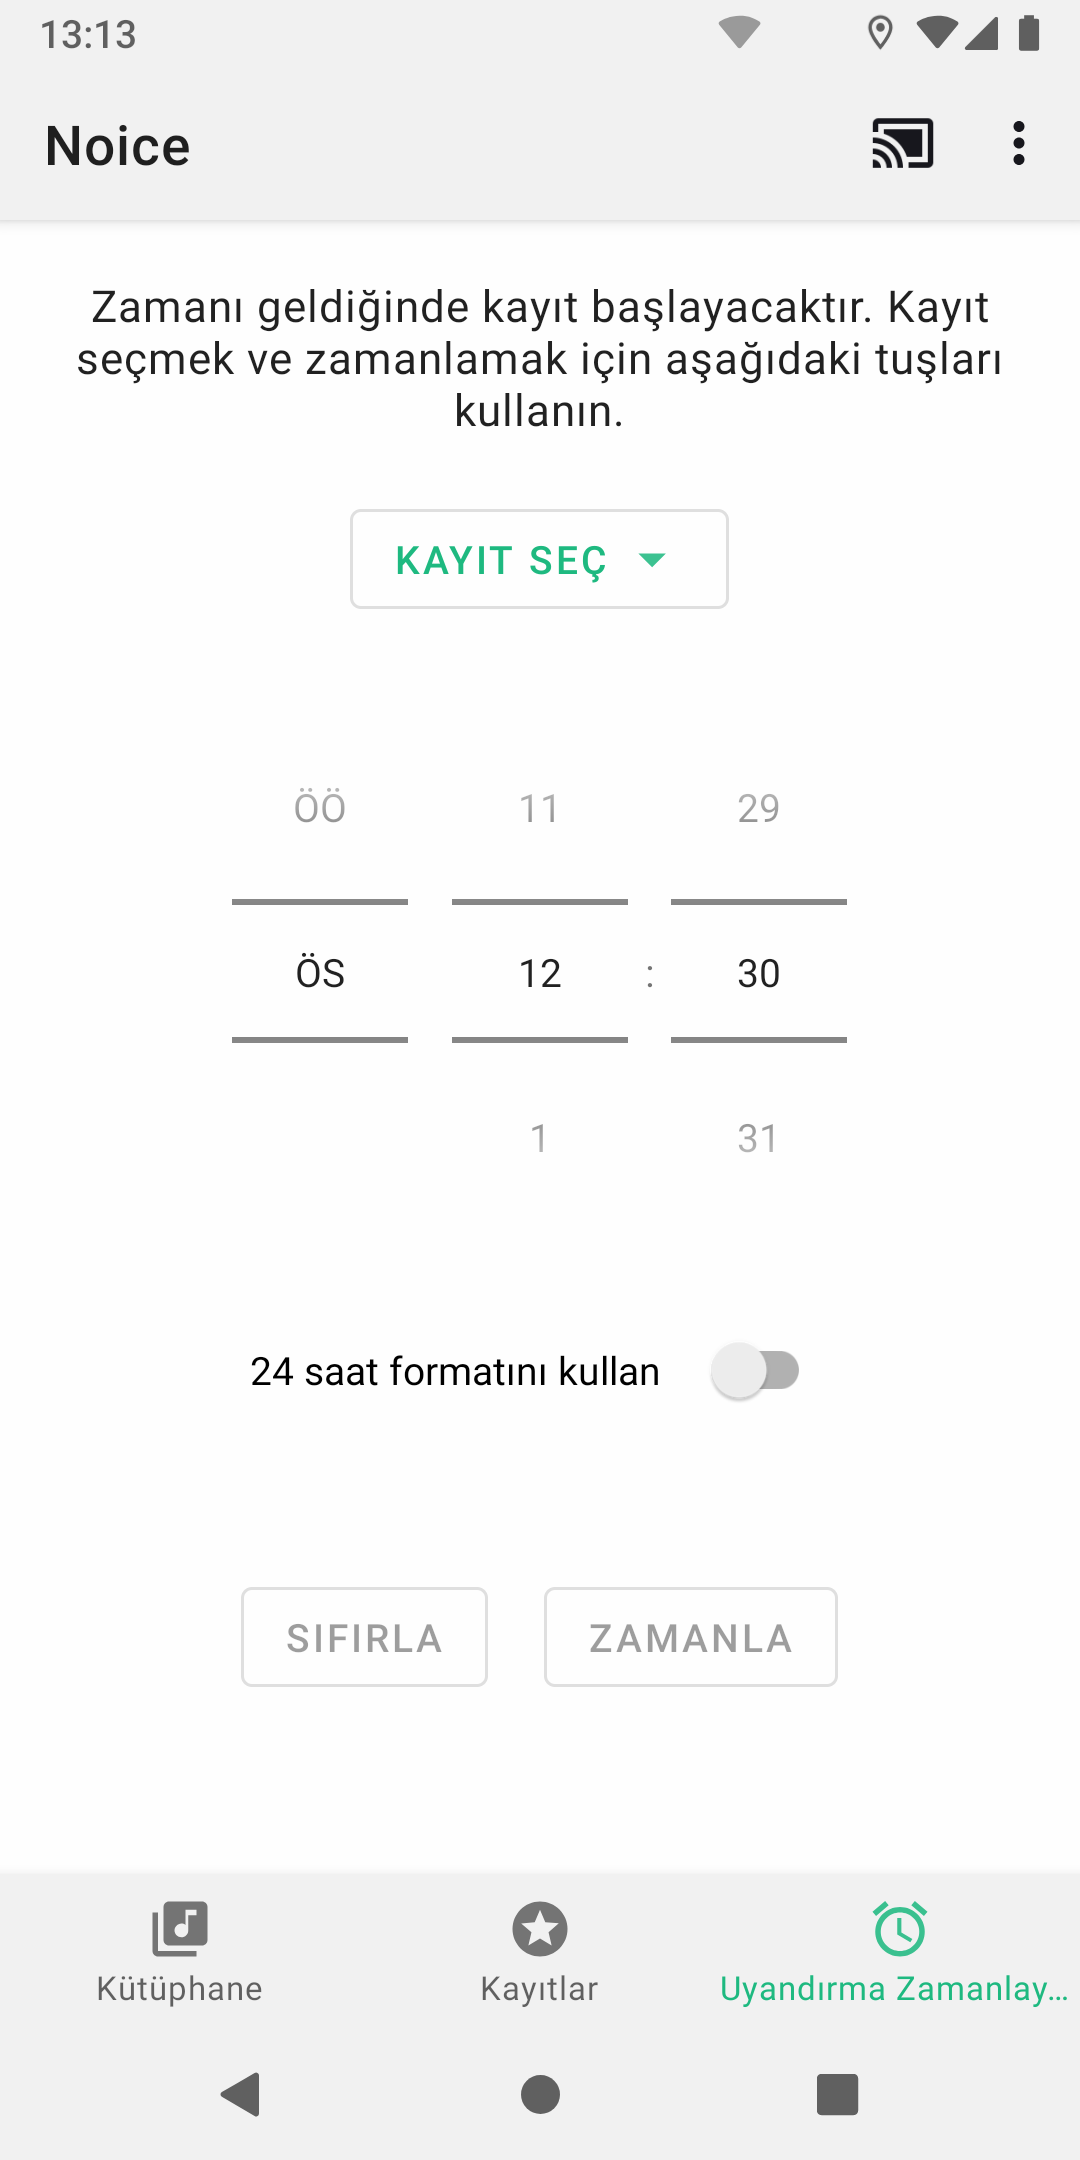 13:13
Noice
Zamanı geldiğinde kayıt başlayacaktır. Kayıt
seçmek ve zamanlamak için aşağıdaki tuşları
kullanın.
KAYIT SEÇ
ÖÖ 11 29
ÖS 12 : 30
1 31
24 saat formatını kullan
SIFIRLA ZAMANLA
Kütüphane Kayıtlar Uyandırma Zamanlay…